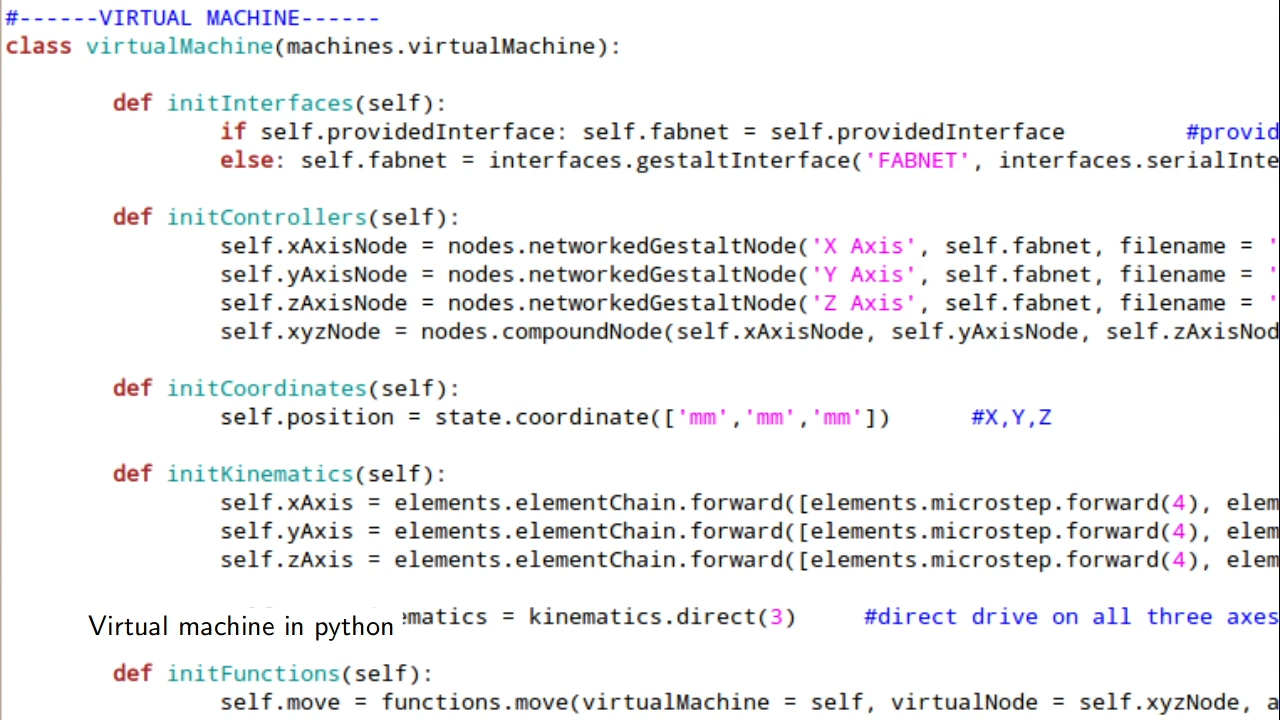 #------VIRTUAL MACHINE------
class virtualMachine(machines.virtualMachine):
def initInterfaces(self):
if self.providedInterface: self.fabnet = self.providedInterface #provid
else: self.fabnet = interfaces.gestaltInterface('FABNET', interfaces.serialInte
def initControllers(self):
self.xAxisNode = nodes.networkedGestaltNode('X Axis', self.fabnet, filename = '
self.yAxisNode = nodes.networkedGestaltNode('Y Axis', self.fabnet, filename = '
self.zAxisNode = nodes.networkedGestaltNode('Z Axis', self.fabnet, filename = '
self.xyzNode = nodes.compoundNode(self.xAxisNode, self.yAxisNode, self.zAxisNod
def initCoordinates(self):
self.position = state.coordinate(['mm','mm','mm']) #X,Y,Z
def initKinematics(self):
self.xAxis = elements.elementChain.forward([elements.microstep.forward(4), elem
self.yAxis = elements.elementChain.forward([elements.microstep.forward(4), elem
self.zAxis = elements.elementChain.forward([elements.microstep.forward(4), elem
ematics = kinematics.direct(3) #direct drive on all three axes
Virtual machine in python
def initFunctions(self):
self.move = functions.move(virtualMachine = self, virtualNode = self.xyzNode, a